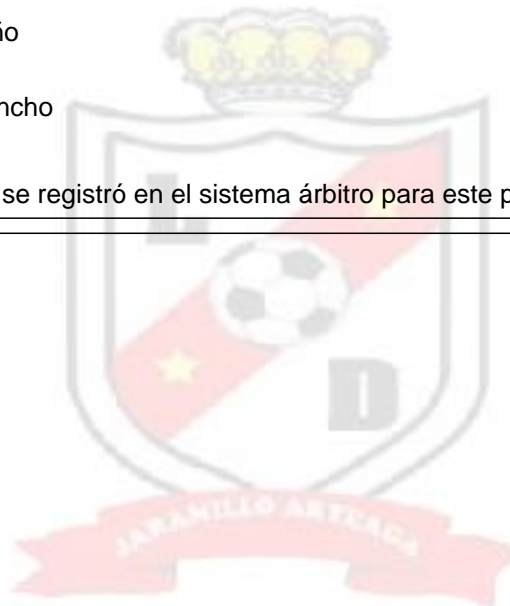 ño
ncho
se registró en el sistema árbitro para este p
L
D
JARAMILLO ARTEAGA